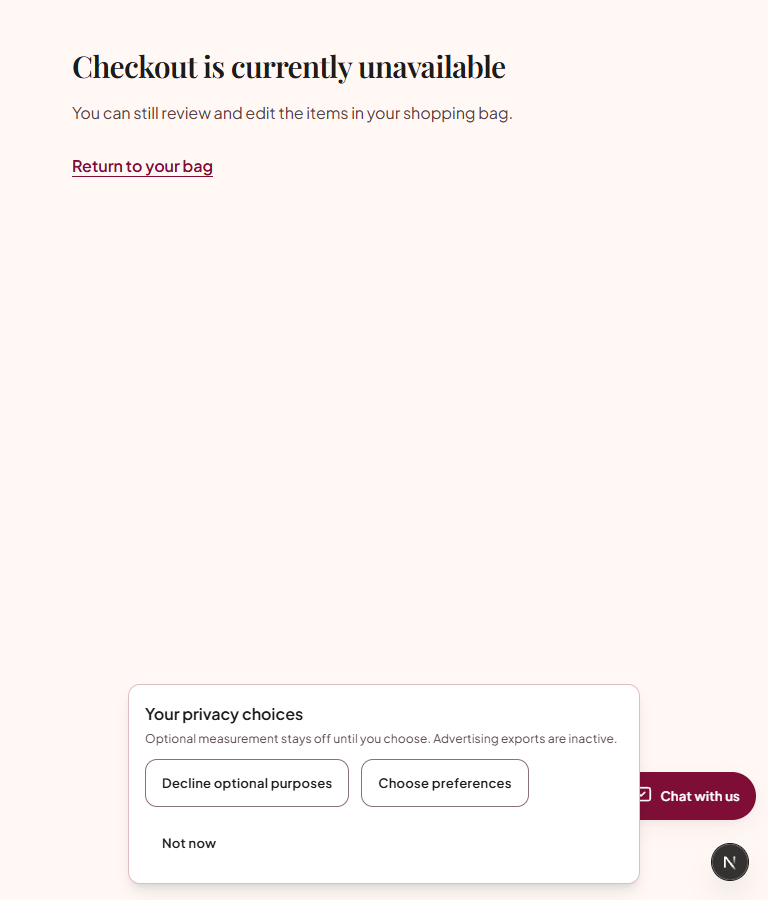 Checkout is currently unavailable
You can still review and edit the items in your shopping bag.
Return to your bag
Your privacy choices
Optional measurement stays off until you choose. Advertising exports are inactive.
Decline optional purposes
Choose preferences
Chat with us
Not now
N